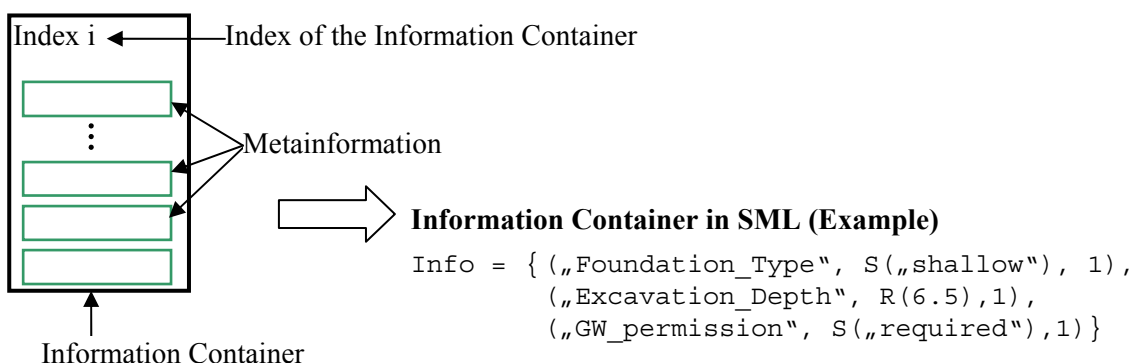 Index i
Index of the Information Container
⋮
Metainformation
Information Container in SML (Example)
Info = {(„Foundation_Type“, S(„shallow“), 1),
(„Excavation_Depth“, R(6.5),1),
(„GW_permission“, S(„required“),1)}
Information Container